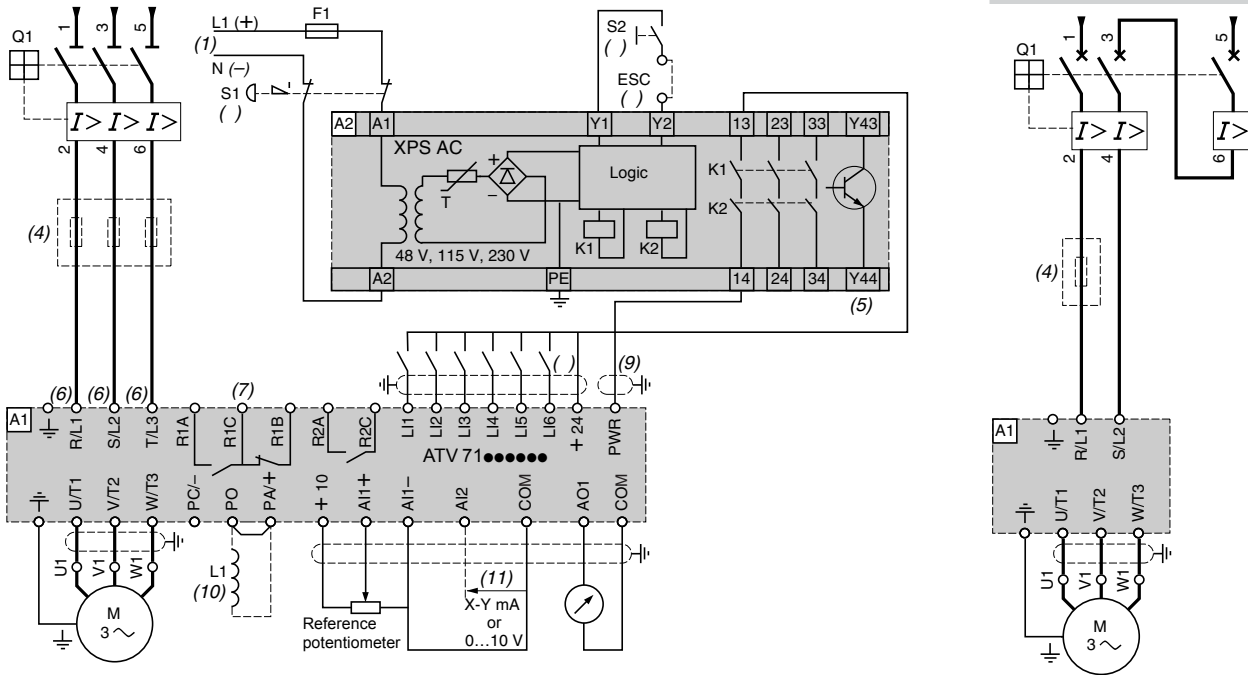 1 3 5
Q1
I> I> I>
2 4 6
(4)
L1 (+)
F1
(1)
N (–)
S1
( )
S2
( )
ESC
( )
A2 A1 Y1 Y2 13 23 33 Y43
XPS AC
T
+
–
Logic
K1
K2
K1 K2
48 V, 115 V, 230 V
A2 PE 14 24 34 Y44
(5)
( )
(9)
(6) (6) (6) (7)
A1
R/L1 S/L2 T/L3 R1A R1C R1B R2A R2C LI1 LI2 LI3 LI4 LI5 LI6 + 24 PWR
ATV 71●●●●●●
U/T1 V/T2 W/T3 PC/- PO PA/+ + 10 AI1+ AI1- AI2 COM AO1 COM
U1 V1 W1
M
3
L1
(10)
Reference
potentiometer
(11)
X-Y mA
or
0...10 V
1 3 5
Q1
I> I> I>
2 4 6
(4)
A1
R/L1 S/L2
U/T1 V/T2 W/T3
U1 V1 W1
M
3